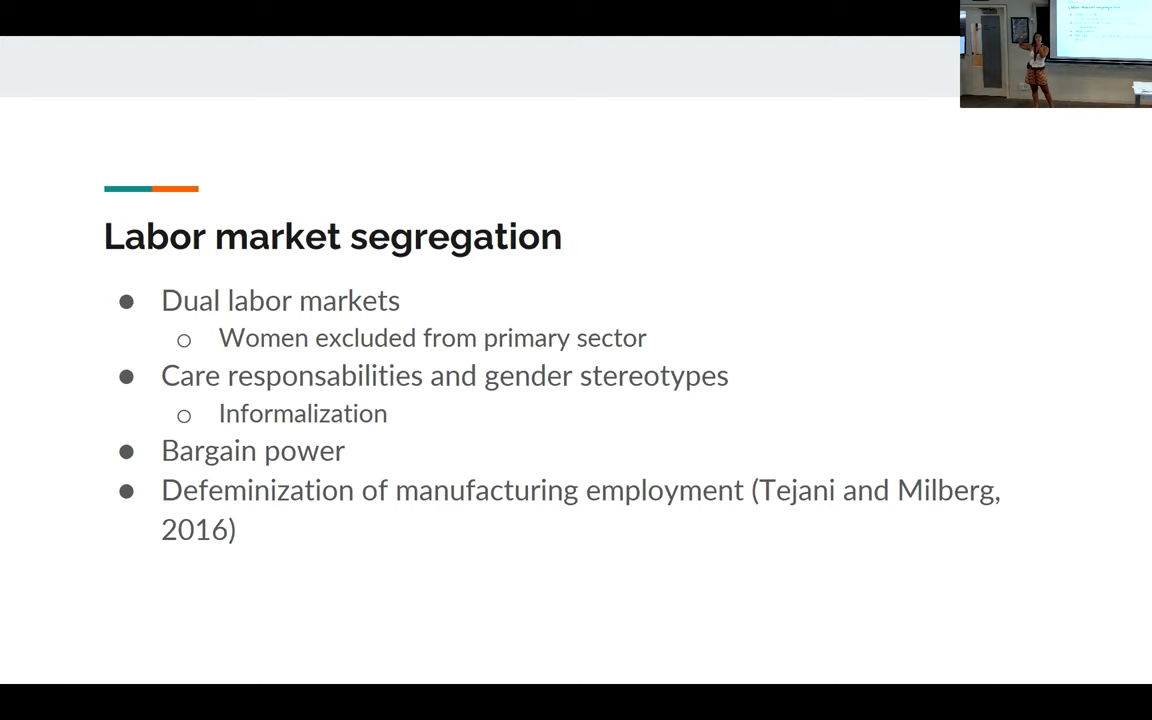 Labor market segregation
● Dual labor markets
○ Women excluded from primary sector
● Care responsabilities and gender stereotypes
○ Informalization
● Bargain power
● Defeminization of manufacturing employment (Tejani and Milberg,
2016)